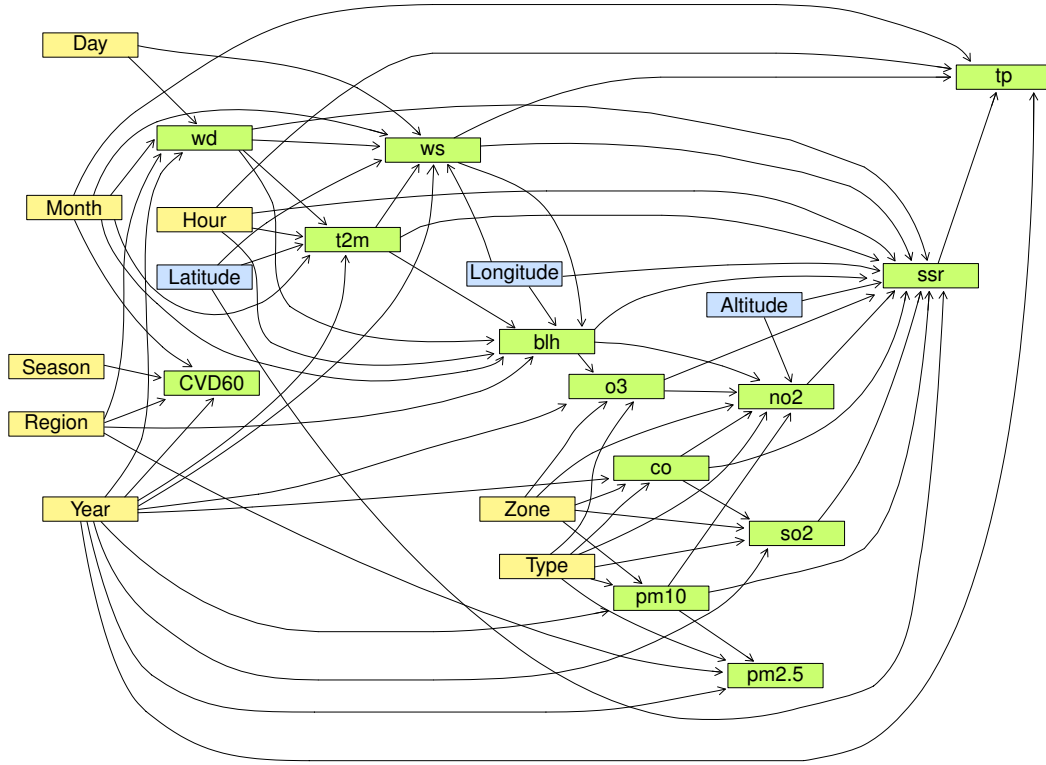 Day
tp
wd
ws
Month
Hour
t2m
Latitude
Longitude
ssr
Altitude
blh
Season
CVD60
o3
no2
Region
co
Year
Zone
so2
Type
pm10
pm2.5